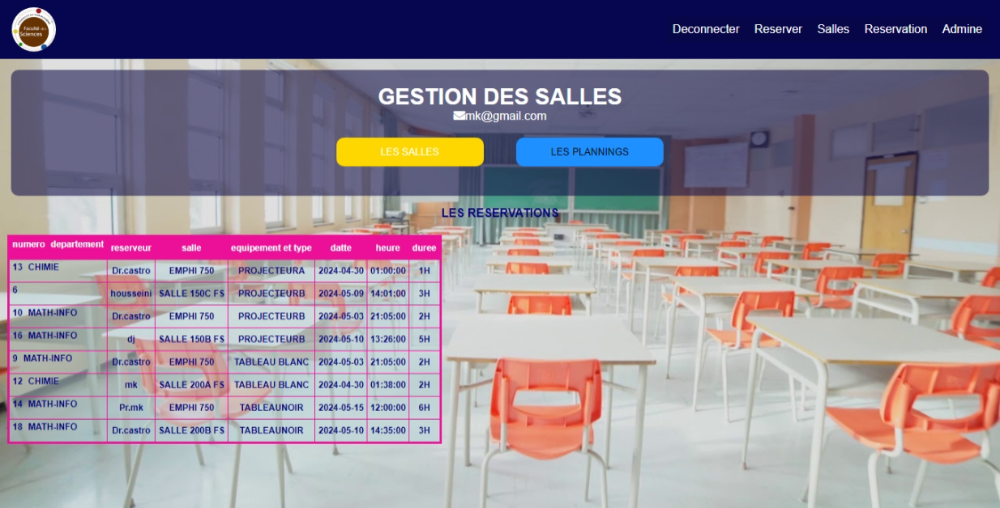 Faculté des
Sciences
Deconnecter Reserver Salles Reservation Admine
GESTION DES SALLES
mk@gmail.com
LES SALLES LES PLANNINGS
LES RESERVATIONS
numero departement reserveur salle equipement et type datte heure duree
13 CHIMIE Dr.castro EMPHI 750 PROJECTEURA 2024-04-30 01:00:00 1H
6 housseini SALLE 150C FS PROJECTEURB 2024-05-09 14:01:00 3H
10 MATH-INFO Dr.castro EMPHI 750 PROJECTEURB 2024-05-03 21:05:00 2H
16 MATH-INFO dj SALLE 150B FS PROJECTEURB 2024-05-10 13:26:00 5H
9 MATH-INFO Dr.castro EMPHI 750 TABLEAU BLANC 2024-05-03 21:05:00 2H
12 CHIMIE mk SALLE 200A FS TABLEAU BLANC 2024-04-30 01:38:00 2H
14 MATH-INFO Pr.mk EMPHI 750 TABLEAUNOIR 2024-05-15 12:00:00 6H
18 MATH-INFO Dr.castro SALLE 200B FS TABLEAUNOIR 2024-05-10 14:35:00 3H